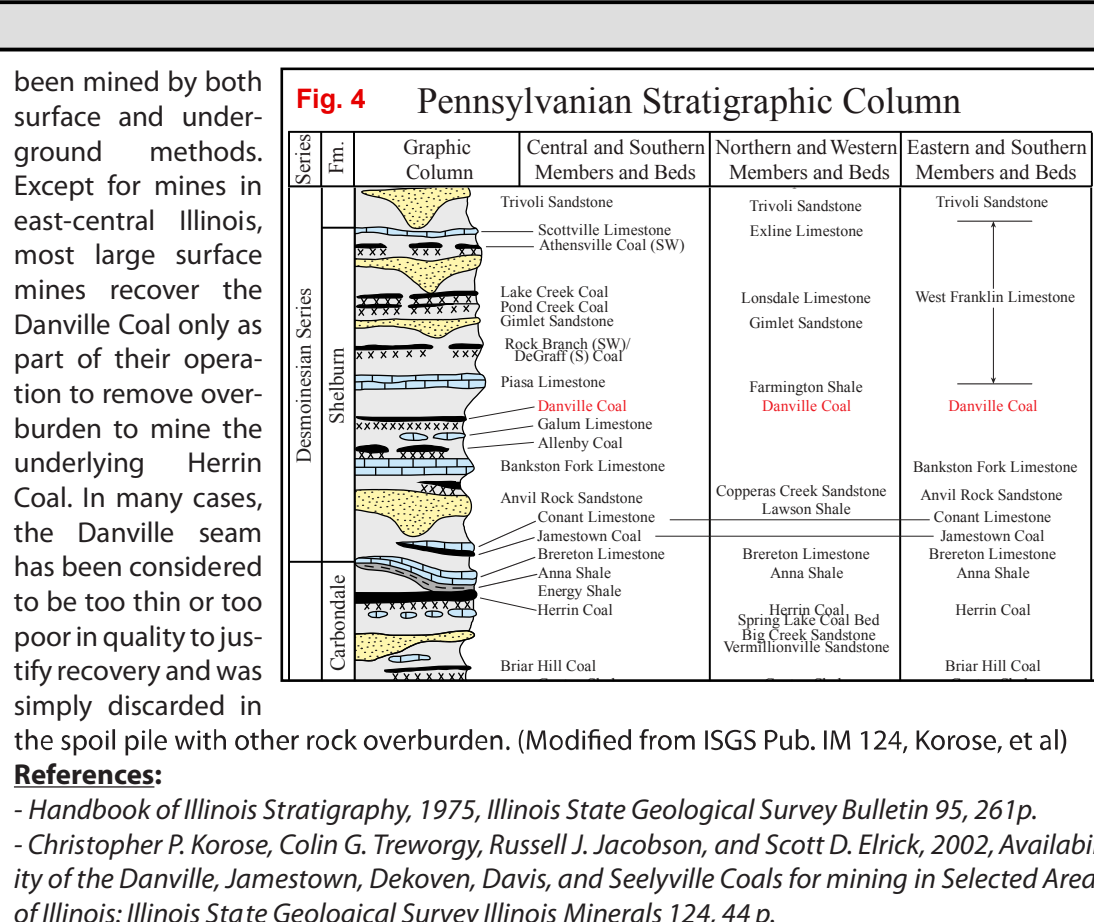 been mined by both
surface and under-
ground methods.
Except for mines in
east-central Illinois,
most large surface
mines recover the
Danville Coal only as
part of their opera-
tion to remove over-
burden to mine the
underlying Herrin
Coal. In many cases,
the Danville seam
has been considered
to be too thin or too
poor in quality to jus-
tify recovery and was
simply discarded in
the spoil pile with other rock overburden. (Modified from ISGS Pub. IM 124, Korose, et al)
Fig. 4 Pennsylvanian Stratigraphic Column
Series
Fm.
Graphic
Column
Central and Southern
Members and Beds
Northern and Western
Members and Beds
Eastern and Southern
Members and Beds
Desmoinesian Series
Shelburn
Carbondale
Trivoli Sandstone
Scottville Limestone
Athensville Coal (SW)
Lake Creek Coal
Pond Creek Coal
Gimlet Sandstone
Rock Branch (SW)/
DeGraff (S) Coal
Piasa Limestone
Danville Coal
Galum Limestone
Allenby Coal
Bankston Fork Limestone
Anvil Rock Sandstone
Conant Limestone
Jamestown Coal
Brereton Limestone
Anna Shale
Energy Shale
Herrin Coal
Briar Hill Coal
Trivoli Sandstone
Exline Limestone
Lonsdale Limestone
Gimlet Sandstone
Farmington Shale
Danville Coal
Copperas Creek Sandstone
Lawson Shale
Brereton Limestone
Anna Shale
Herrin Coal
Spring Lake Coal Bed
Big Creek Sandstone
Vermillionville Sandstone
Trivoli Sandstone
West Franklin Limestone
Danville Coal
Bankston Fork Limestone
Anvil Rock Sandstone
Conant Limestone
Jamestown Coal
Brereton Limestone
Anna Shale
Herrin Coal
Briar Hill Coal
References:
- Handbook of Illinois Stratigraphy, 1975, Illinois State Geological Survey Bulletin 95, 261p.
- Christopher P. Korose, Colin G. Treworgy, Russell J. Jacobson, and Scott D. Elrick, 2002, Availabil
ity of the Danville, Jamestown, Dekoven, Davis, and Seelyville Coals for mining in Selected Area
of Illinois: Illinois State Geological Survey Illinois Minerals 124, 44 p.